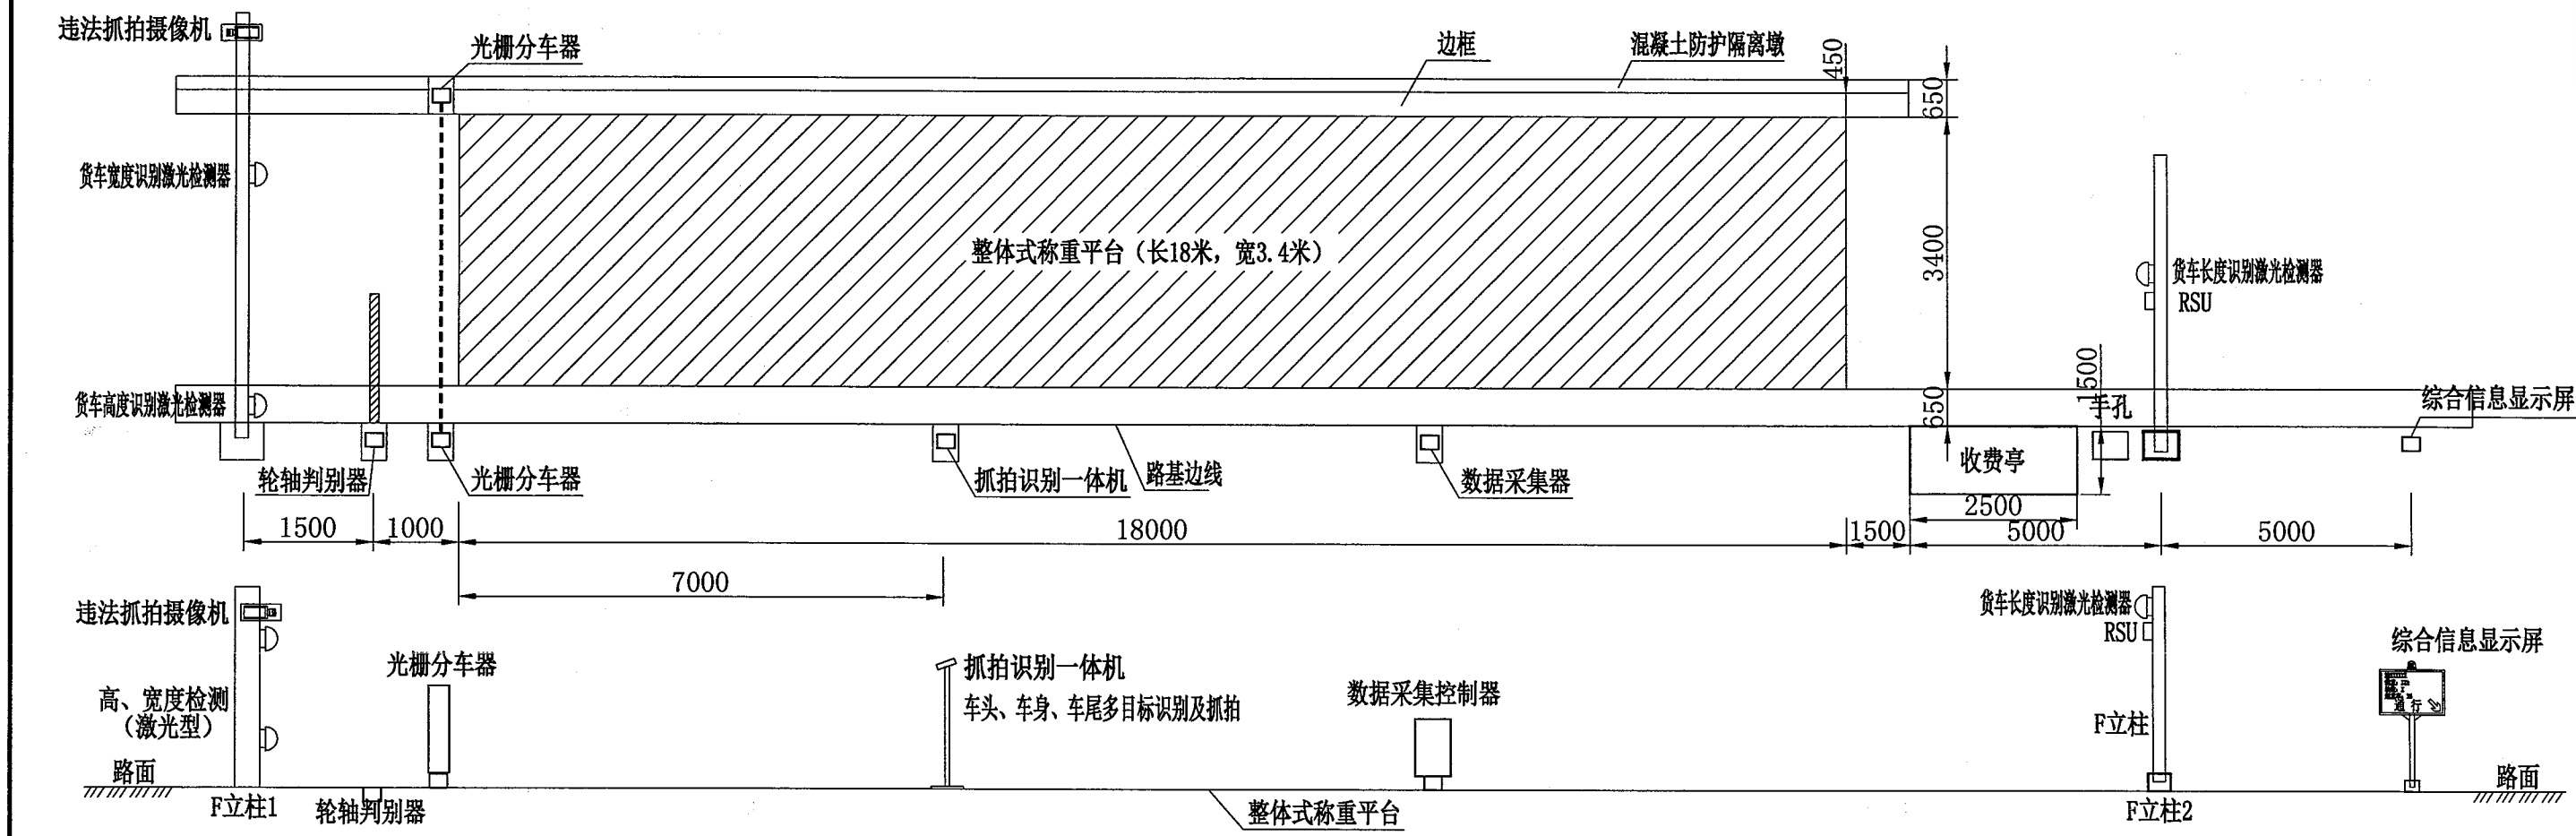 违法抓拍摄像机
光栅分车器
边框
混凝土防护隔离墩
450
650
货车宽度识别激光检测器
整体式称重平台（长18米，宽3.4米）
3400
货车长度识别激光检测器
RSU
货车高度识别激光检测器
650
1500
手孔
综合信息显示屏
轮轴判别器
光栅分车器
抓拍识别一体机
路基边线
数据采集器
收费亭
2500
1500
1000
18000
1500
5000
5000
7000
违法抓拍摄像机
货车长度识别激光检测器
RSU
光栅分车器
抓拍识别一体机
综合信息显示屏
高、宽度检测
（激光型）
车头、车身、车尾多目标识别及抓拍
数据采集控制器
通行
F立柱
路面
路面
F立柱1
轮轴判别器
整体式称重平台
F立柱2